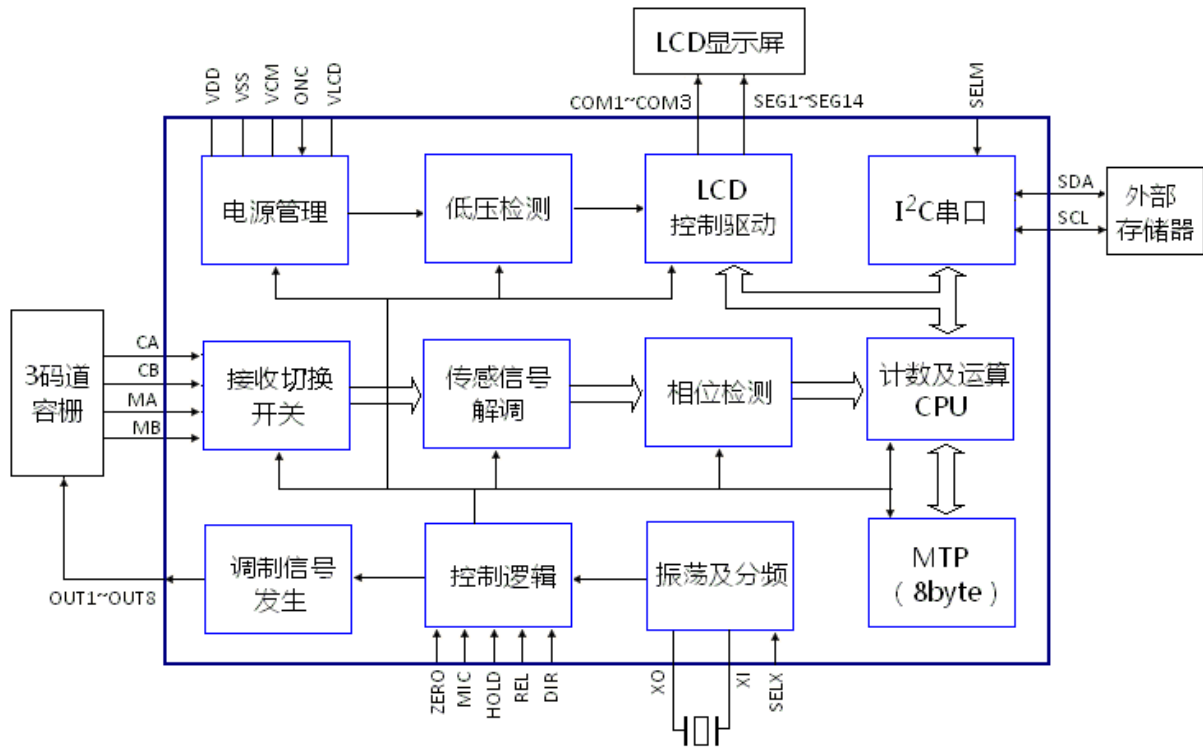 LCD显示屏
VDD
VSS
VCM
ONC
VLCD
COM1~COM3
SEG1~SEG14
SELM
电源管理
低压检测
LCD
控制驱动
I²C串口
SDA
SCL
外部
存储器
3码道
容栅
CA
CB
MA
MB
接收切换
开关
传感信号
解调
相位检测
计数及运算
CPU
调制信号
发生
控制逻辑
振荡及分频
MTP
(8byte)
OUT1~OUT8
ZERO
MIC
HOLD
REL
DIR
XO
XI
SELX